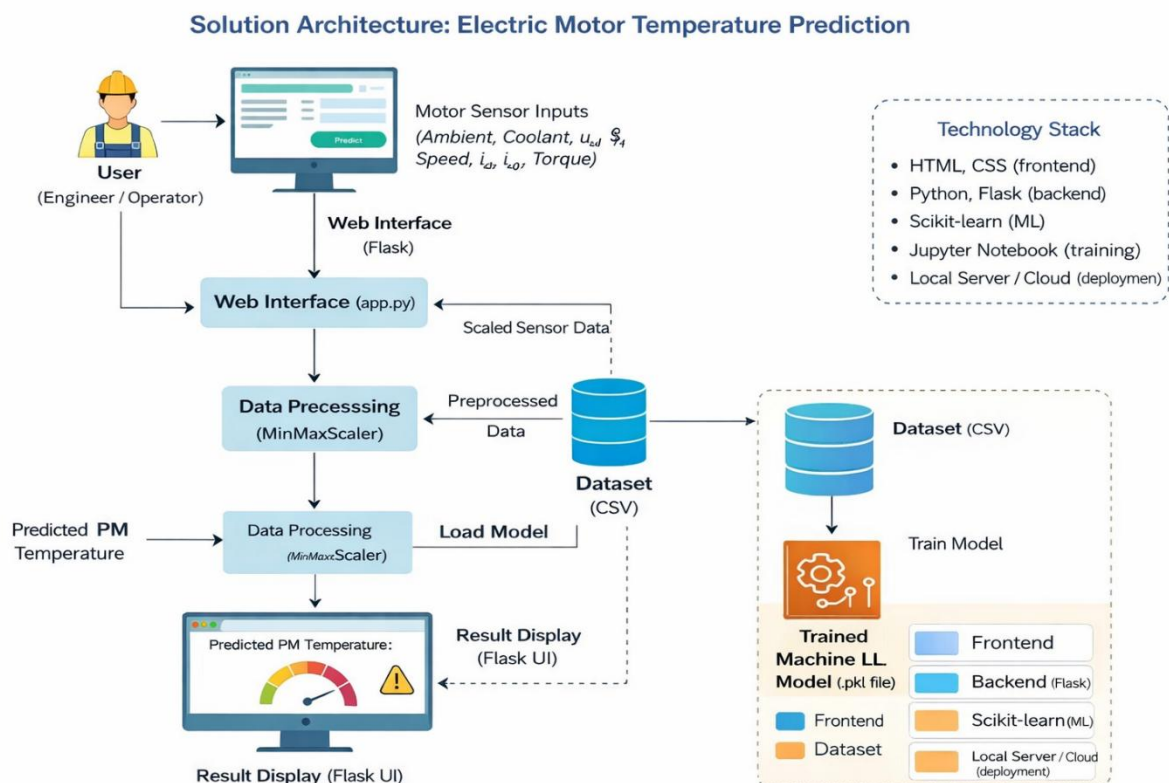 Solution Architecture: Electric Motor Temperature Prediction
Predict
Motor Sensor Inputs
(Ambient, Coolant,
Speed, Torque)
User
(Engineer / Operator)
Technology Stack
• HTML, CSS (frontend)
• Python, Flask (backend)
• Scikit-learn (ML)
• Jupyter Notebook (training)
• Local Server / Cloud (deploymen)
Web Interface
(Flask)
Web Interface (app.py)
Scaled Sensor Data
Data Precesssing
(MinMaxScaler)
Preprocessed
Data
Dataset
(CSV)
Dataset (CSV)
Predicted PM
Temperature
Data Processing
Load Model
Train Model
Predicted PM Temperature:
Result Display
(Flask UI)
Trained
Machine LL
Model (.pkl file)
Frontend
Dataset
Frontend
Backend (Flask)
Scikit-learn (ML)
Local Server / Cloud
(deployment)
Result Display (Flask UI)